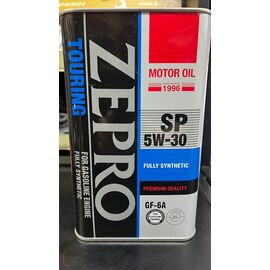 ZEPRO
TOURING
FOR GASOLINE ENGINE
FULLY SYNTHETIC
MOTOR OIL
1996
SP
5W-30
FULLY SYNTHETIC
PREMIUM QUALITY
GF-6A